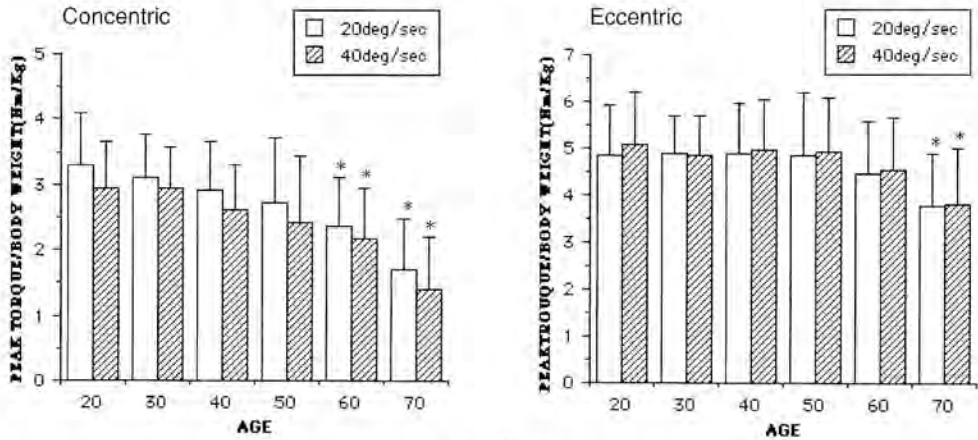 Concentric
20deg/sec
40deg/sec
PEAK TORQUE/BODY WEIGHT(Nm/Kg)
5
4
3
2
1
0
* * * *
20 30 40 50 60 70
AGE
Eccentric
20deg/sec
40deg/sec
PEAKTROUQUE/BODY WEIGHT(Nm/Kg)
7
6
5
4
3
2
1
0
* *
20 30 40 50 60 70
AGE